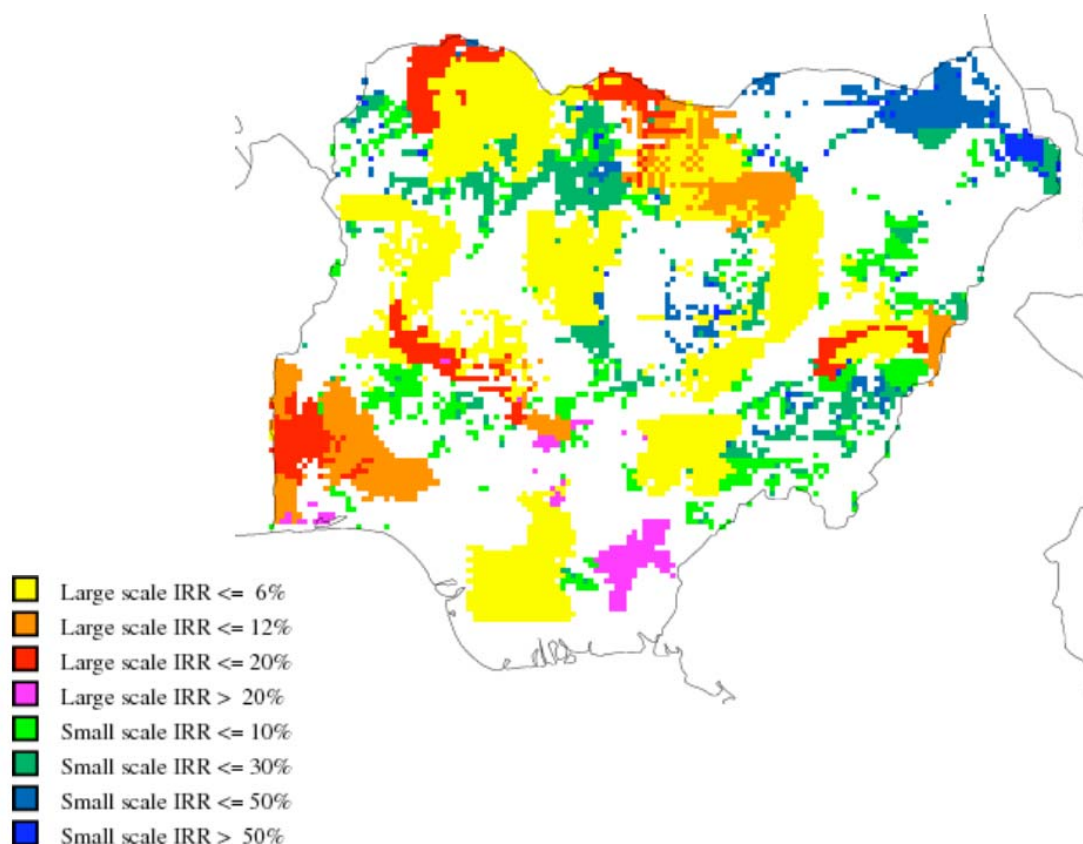 Large scale IRR <= 6%
Large scale IRR <= 12%
Large scale IRR <= 20%
Large scale IRR > 20%
Small scale IRR <= 10%
Small scale IRR <= 30%
Small scale IRR <= 50%
Small scale IRR > 50%